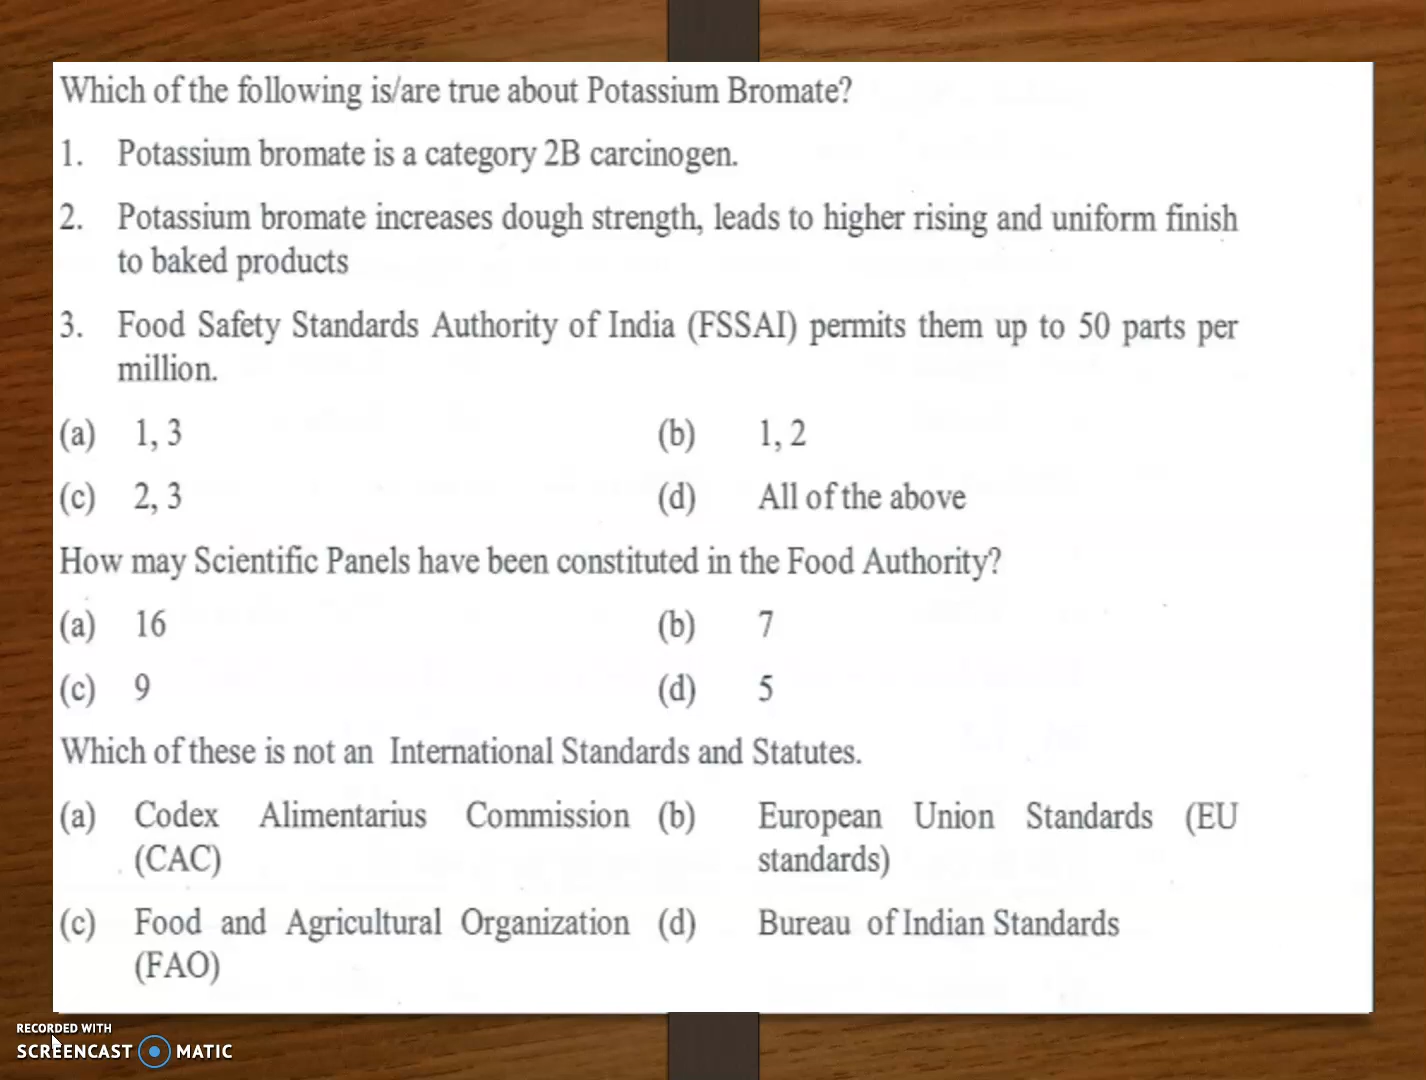 Which of the following is/are true about Potassium Bromate?
1. Potassium bromate is a category 2B carcinogen.
2. Potassium bromate increases dough strength, leads to higher rising and uniform finish
to baked products
3. Food Safety Standards Authority of India (FSSAI) permits them up to 50 parts per
million.
(a) 1, 3 (b) 1, 2
(c) 2, 3 (d) All of the above
How may Scientific Panels have been constituted in the Food Authority?
(a) 16 (b) 7
(c) 9 (d) 5
Which of these is not an International Standards and Statutes.
(a) Codex Alimentarius Commission (b) European Union Standards (EU
(CAC) standards)
(c) Food and Agricultural Organization (d) Bureau of Indian Standards
(FAO)
RECORDED WITH
SCREENCAST MATIC